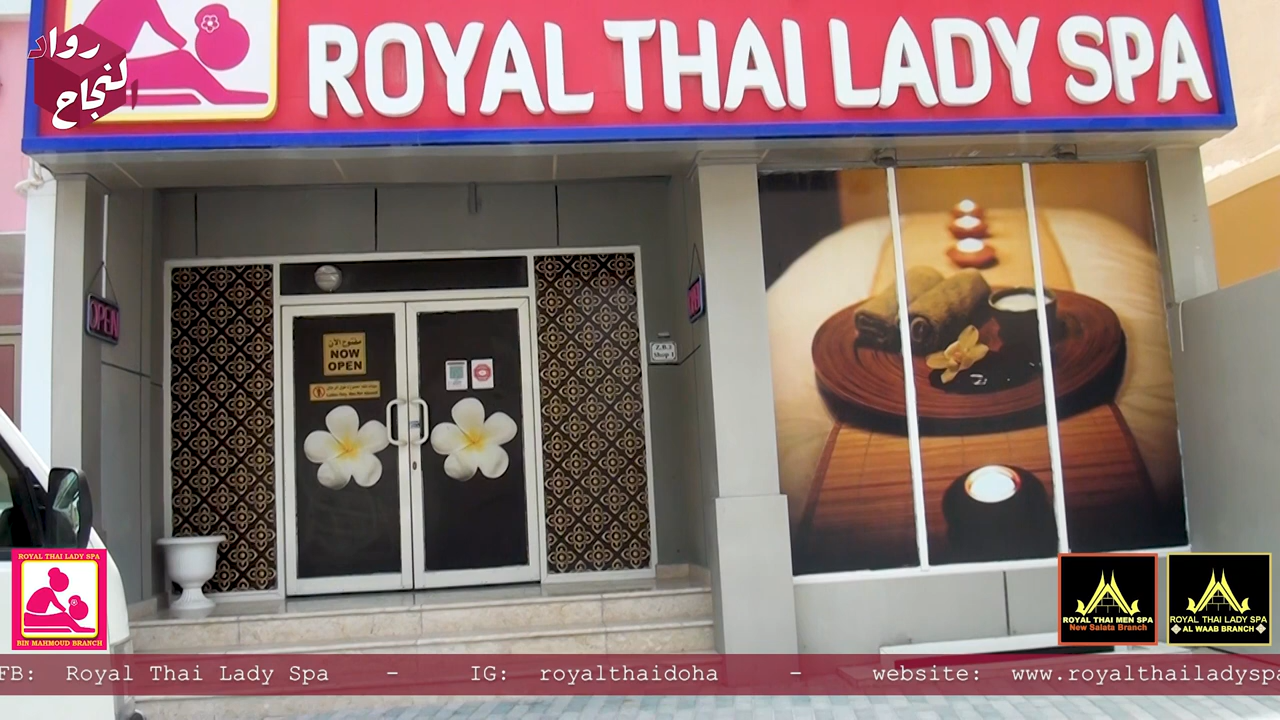 رواد
النجاح
ROYAL THAI LADY SPA
OPEN
مفتوح الآن
NOW
OPEN
Z,B.3
Shop 1
ROYAL THAI LADY SPA
BIN MAHMOUD BRANCH
ROYAL THAI MEN SPA
New Salata Branch
ROYAL THAI LADY SPA
AL WAAB BRANCH
FB: Royal Thai Lady Spa - IG: royalthaidoha - website: www.royalthailadyspa